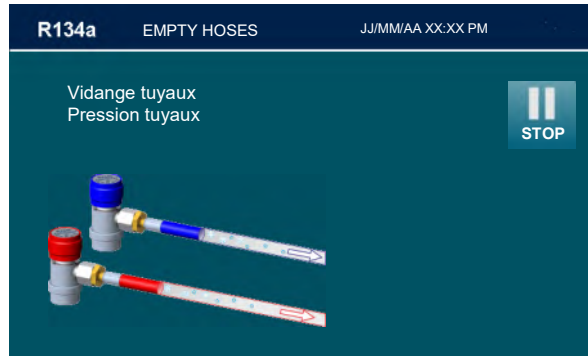 R134a EMPTY HOSES JJ/MM/AA XX:XX PM
Vidange tuyaux
Pression tuyaux
STOP